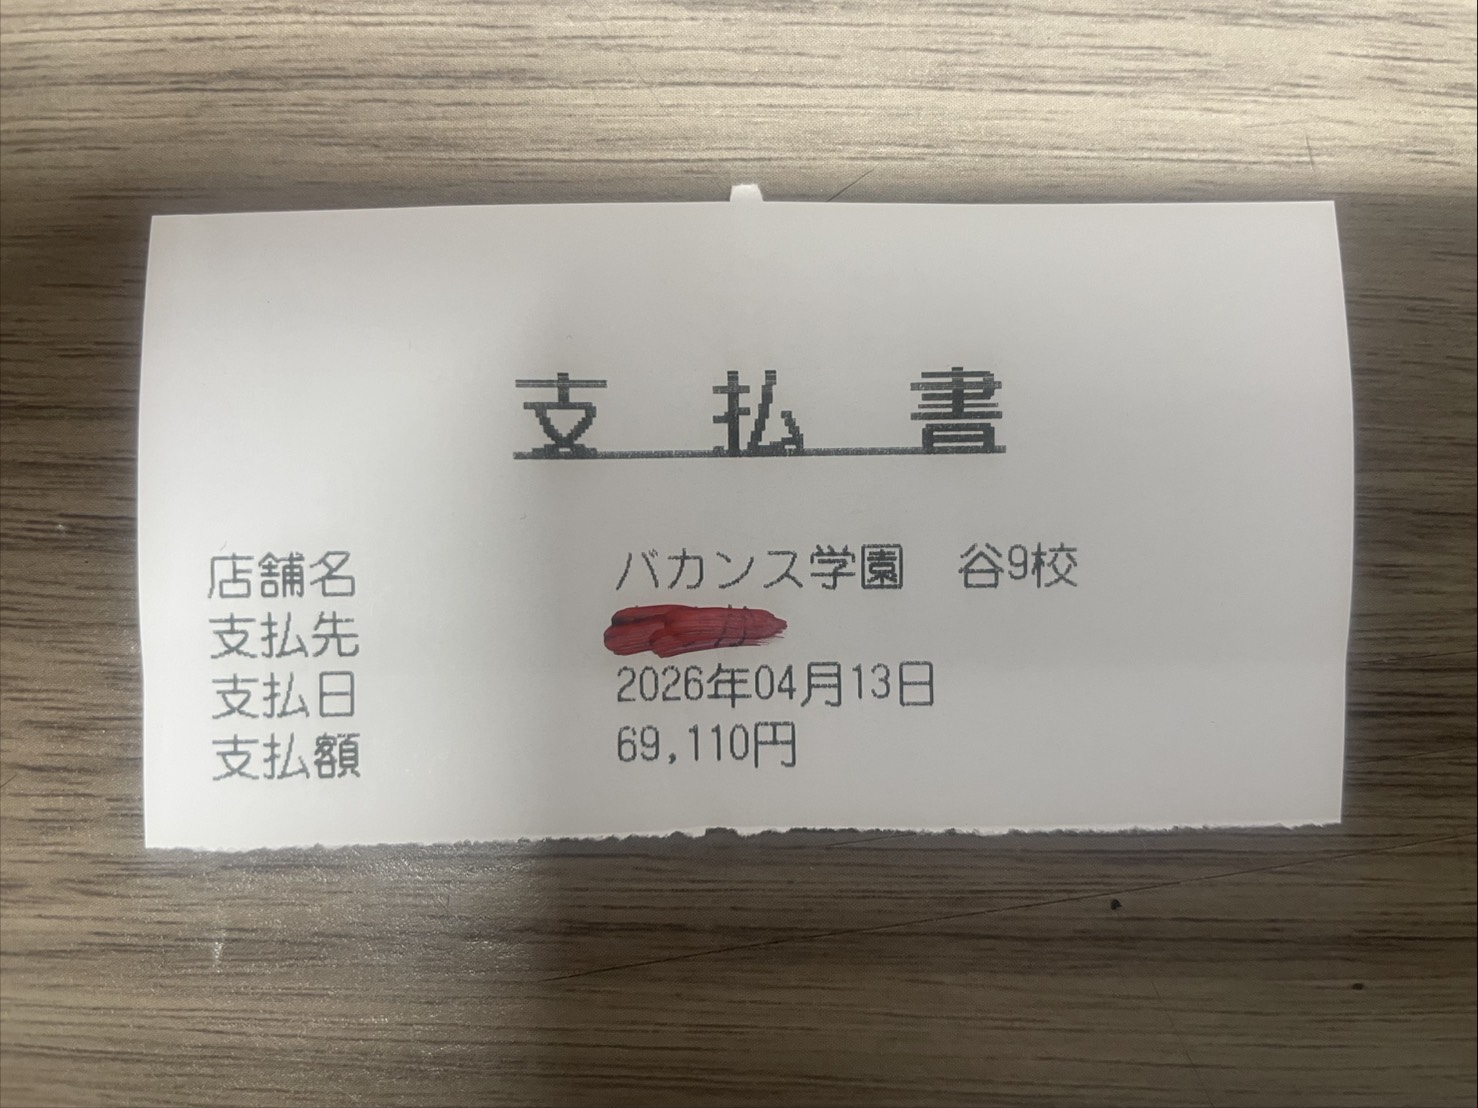 支払書
店舗名 バカンス学園 谷9校
支払先
支払日 2026年04月13日
支払額 69,110円